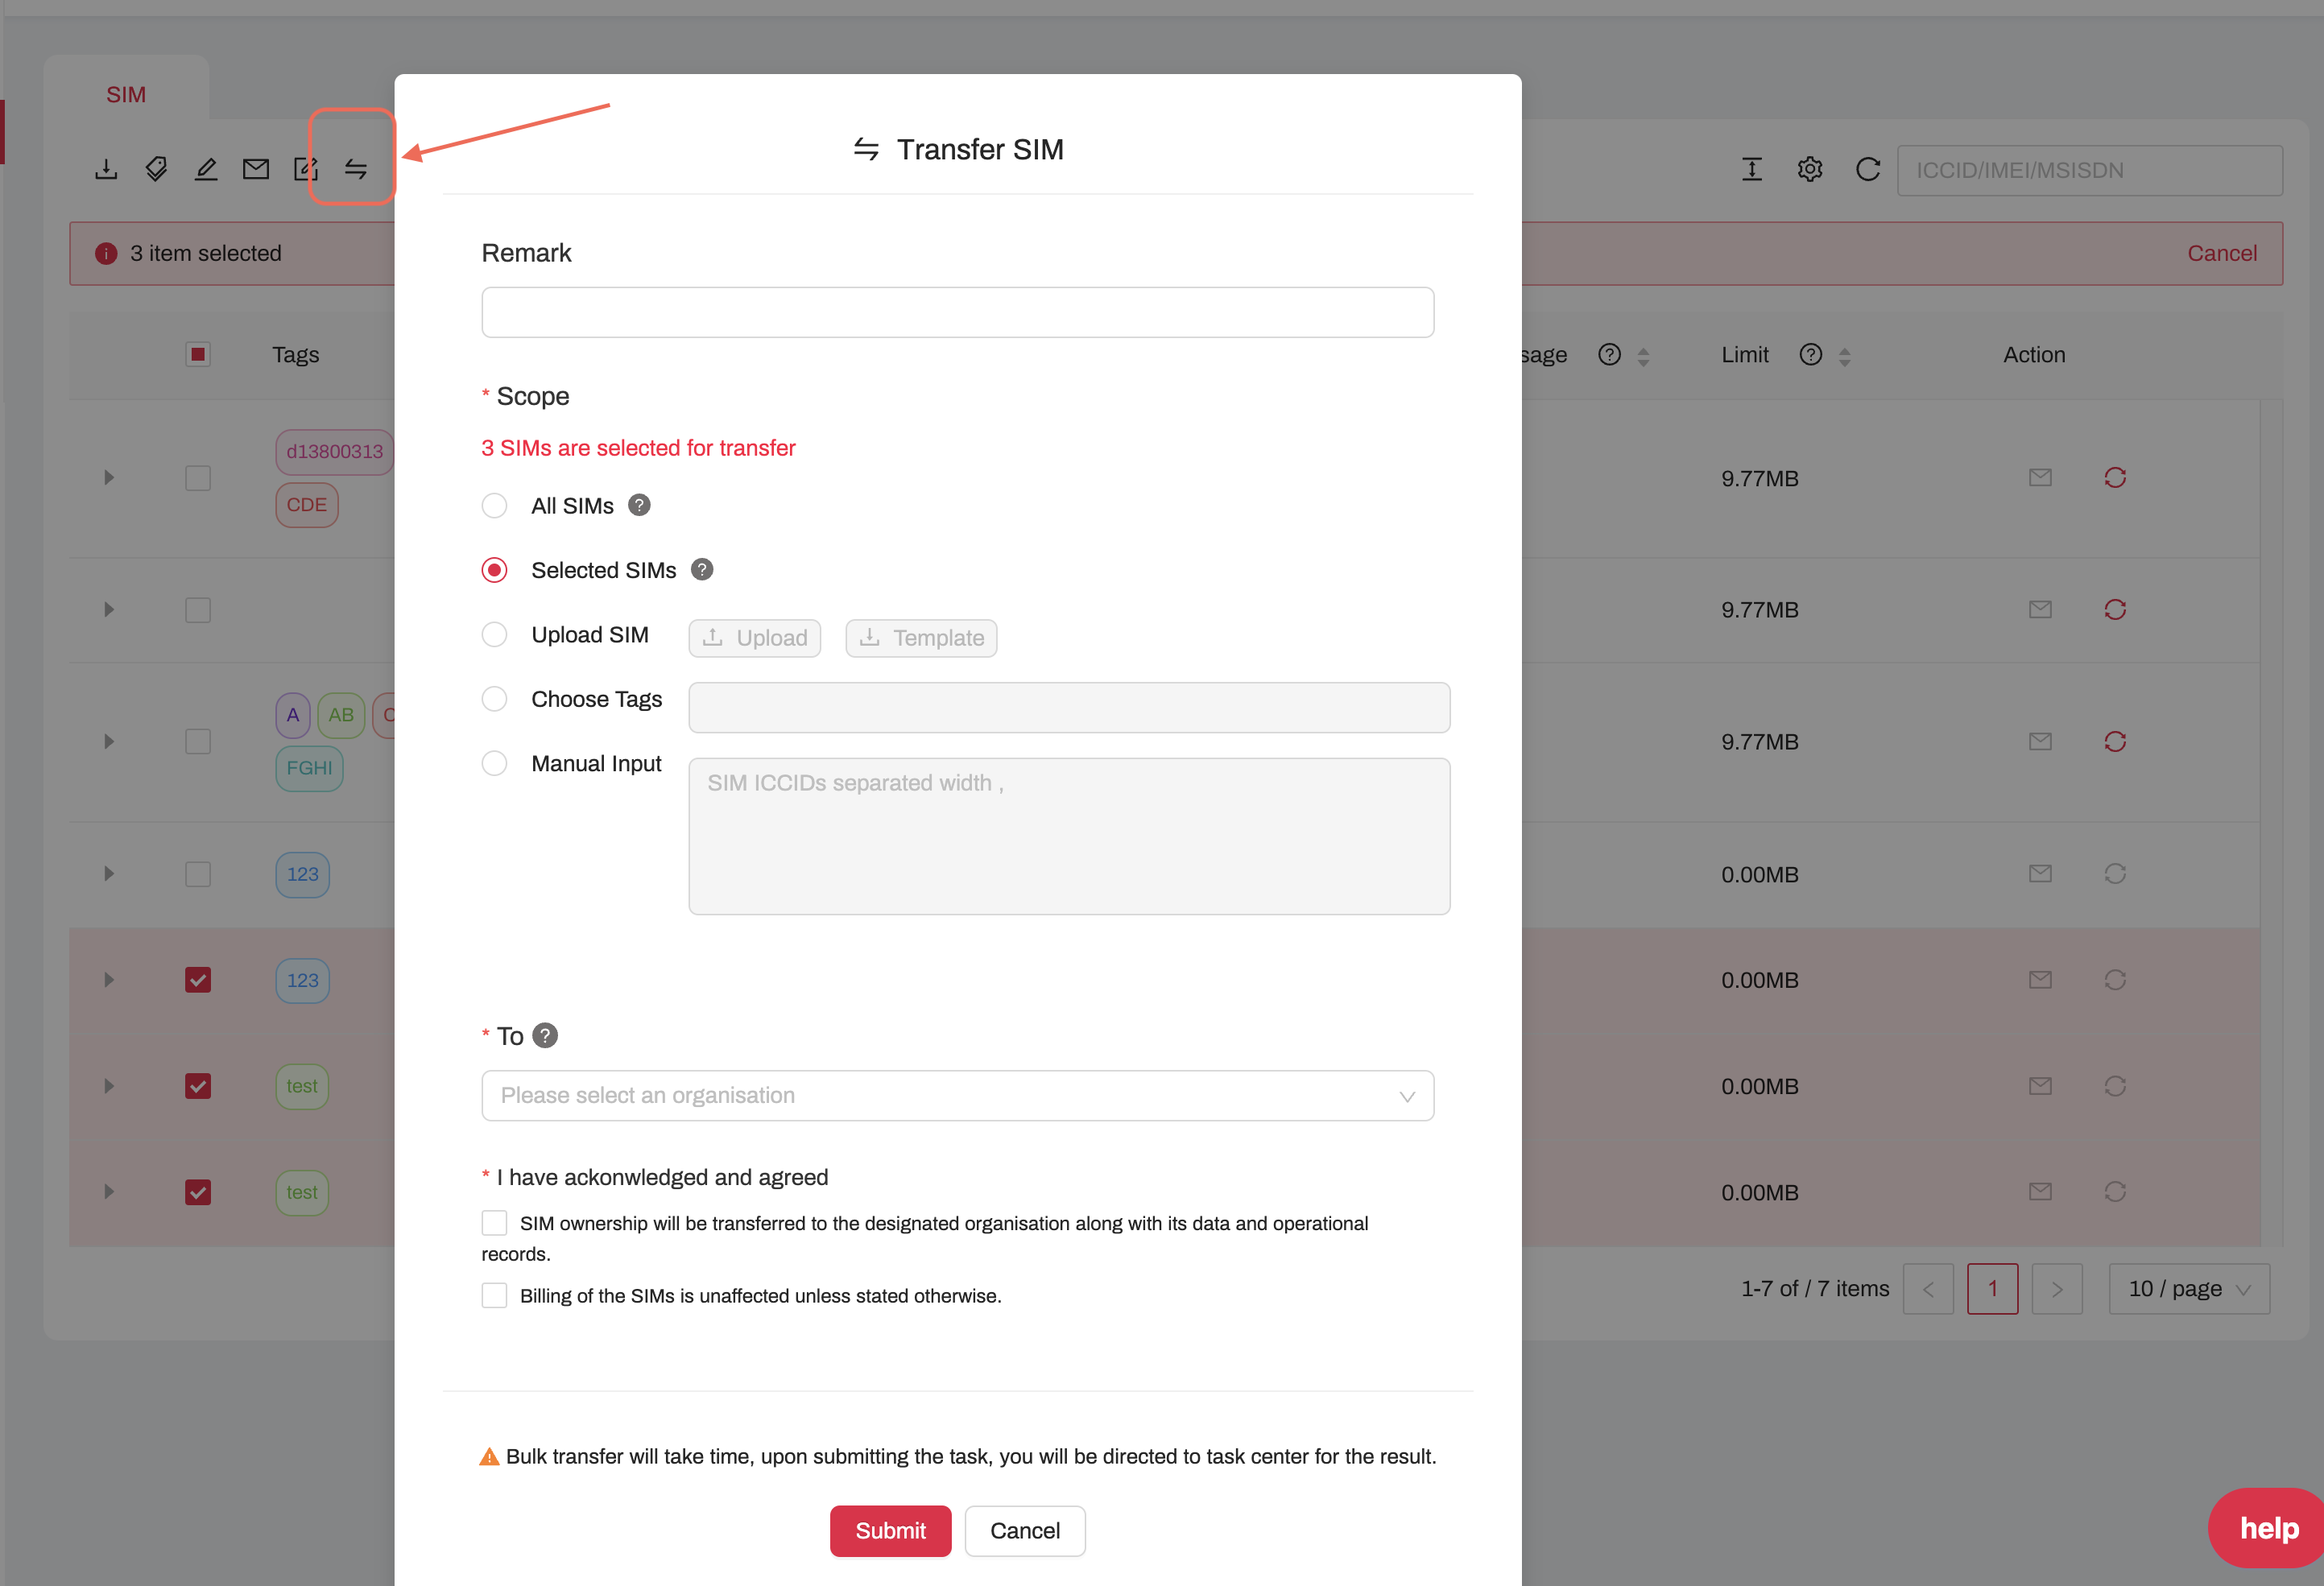 SIM
Transfer SIM
ICCID/IMEI/MSISDN
3 item selected
Cancel
Remark
Tags
Limit
Action
* Scope
3 SIMs are selected for transfer
d13800313
CDE
9.77MB
All SIMs
Selected SIMs
9.77MB
Upload SIM
Upload
Template
Choose Tags
A
AB
FGHI
9.77MB
Manual Input
SIM ICCIDs separated width ,
123
0.00MB
123
0.00MB
* To
Please select an organisation
test
0.00MB
* I have ackonwledged and agreed
test
0.00MB
SIM ownership will be transferred to the designated organisation along with its data and operational
records.
Billing of the SIMs is unaffected unless stated otherwise.
1-7 of / 7 items
1
10 / page
Bulk transfer will take time, upon submitting the task, you will be directed to task center for the result.
Submit
Cancel
help